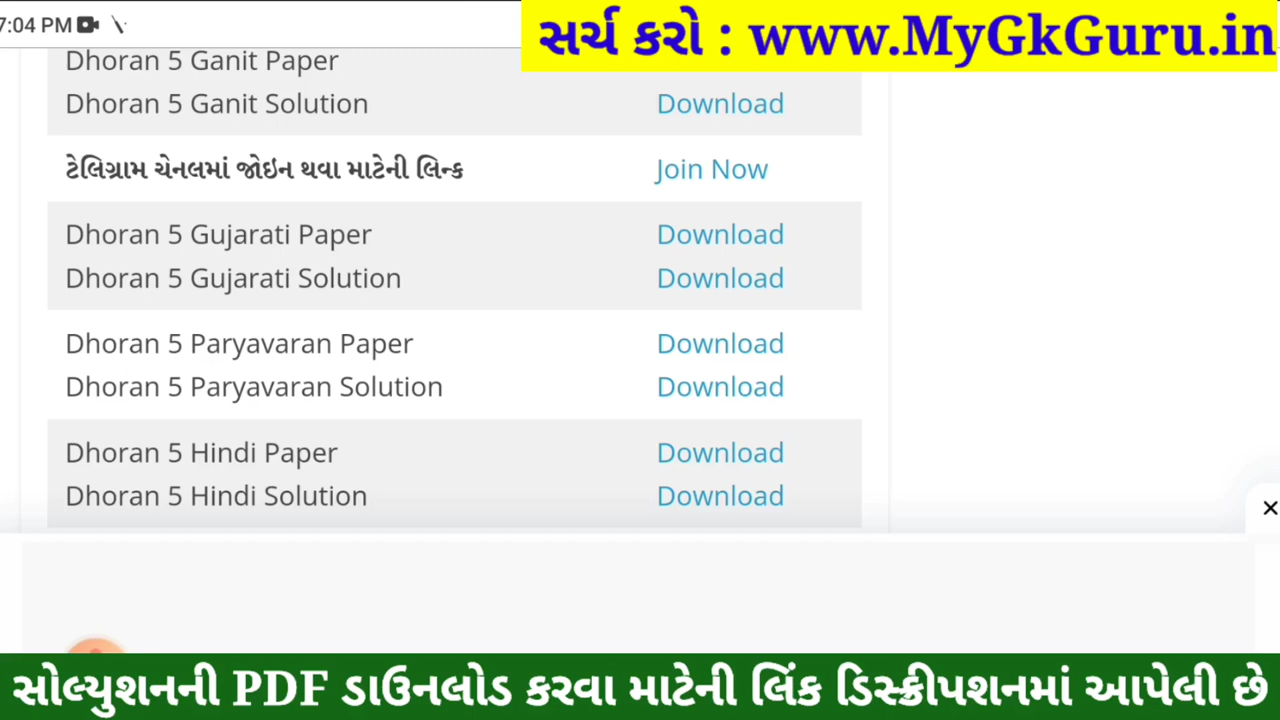 7:04 PM
સર્ચ કરો : www.MyGkGuru.in
Dhoran 5 Ganit Paper
Dhoran 5 Ganit Solution Download
ટેલિગ્રામ ચેનલમાં જોઇન થવા માટેની લિન્ક Join Now
Dhoran 5 Gujarati Paper Download
Dhoran 5 Gujarati Solution Download
Dhoran 5 Paryavaran Paper Download
Dhoran 5 Paryavaran Solution Download
Dhoran 5 Hindi Paper Download
Dhoran 5 Hindi Solution Download
સોલ્યુશનની PDF ડાઉનલોડ કરવા માટેની લિંક ડિસ્ક્રીપશનમાં આપેલી છે